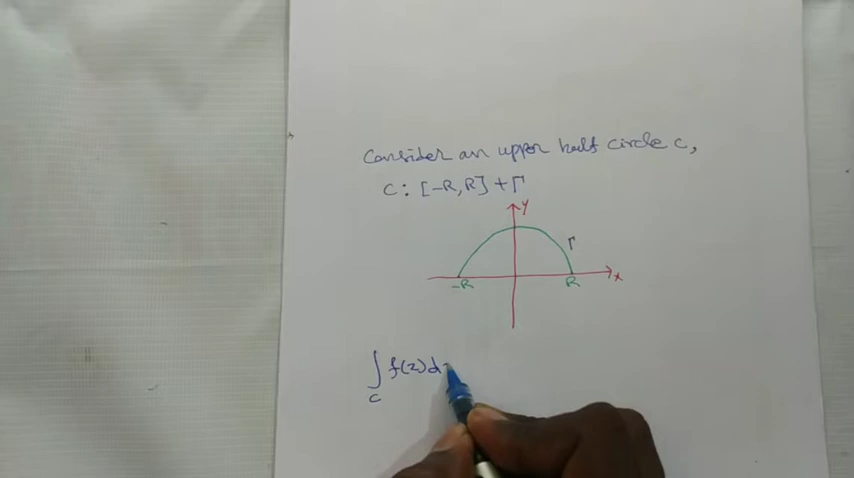 Consider an upper half circle C,
C: [-R, R] + Γ
y
Γ
-R R x
∫ f(z)dz
C